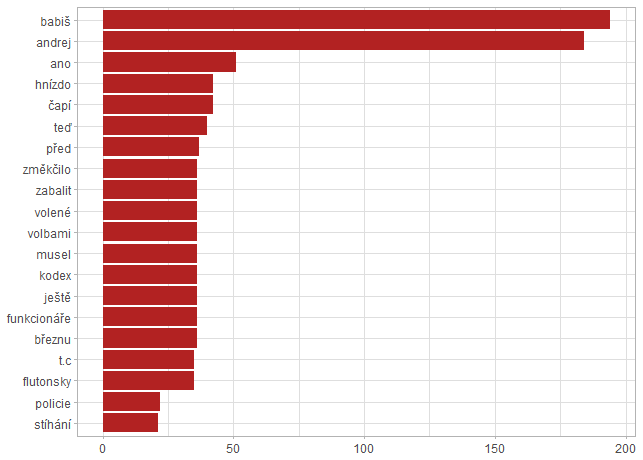 babiš
andrej
ano
hnízdo
čapí
teď
před
změkčilo
zabalit
volené
volbami
musel
kodex
ještě
funkcionáře
březnu
t.c
flutonsky
policie
stíhání
0 50 100 150 200